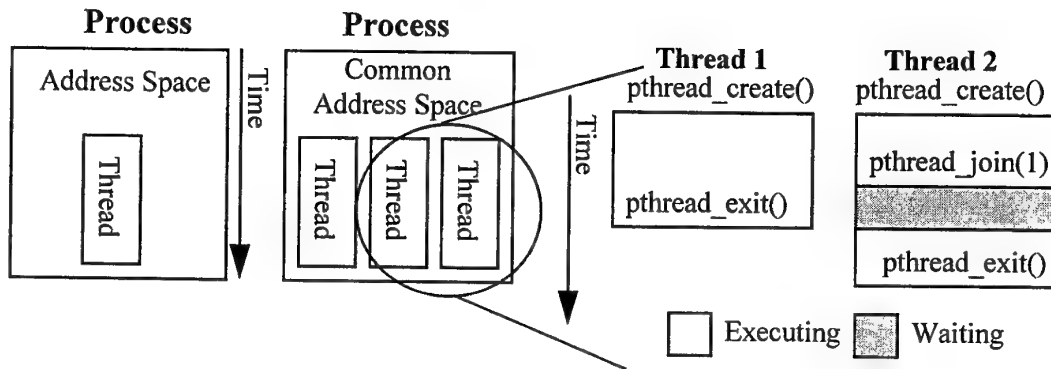 Process
Address Space
Thread
Time
Process
Common
Address Space
Thread
Thread
Thread
Time
Thread 1
pthread_create()
pthread_exit()
Thread 2
pthread_create()
pthread_join(1)
pthread_exit()
Executing
Waiting